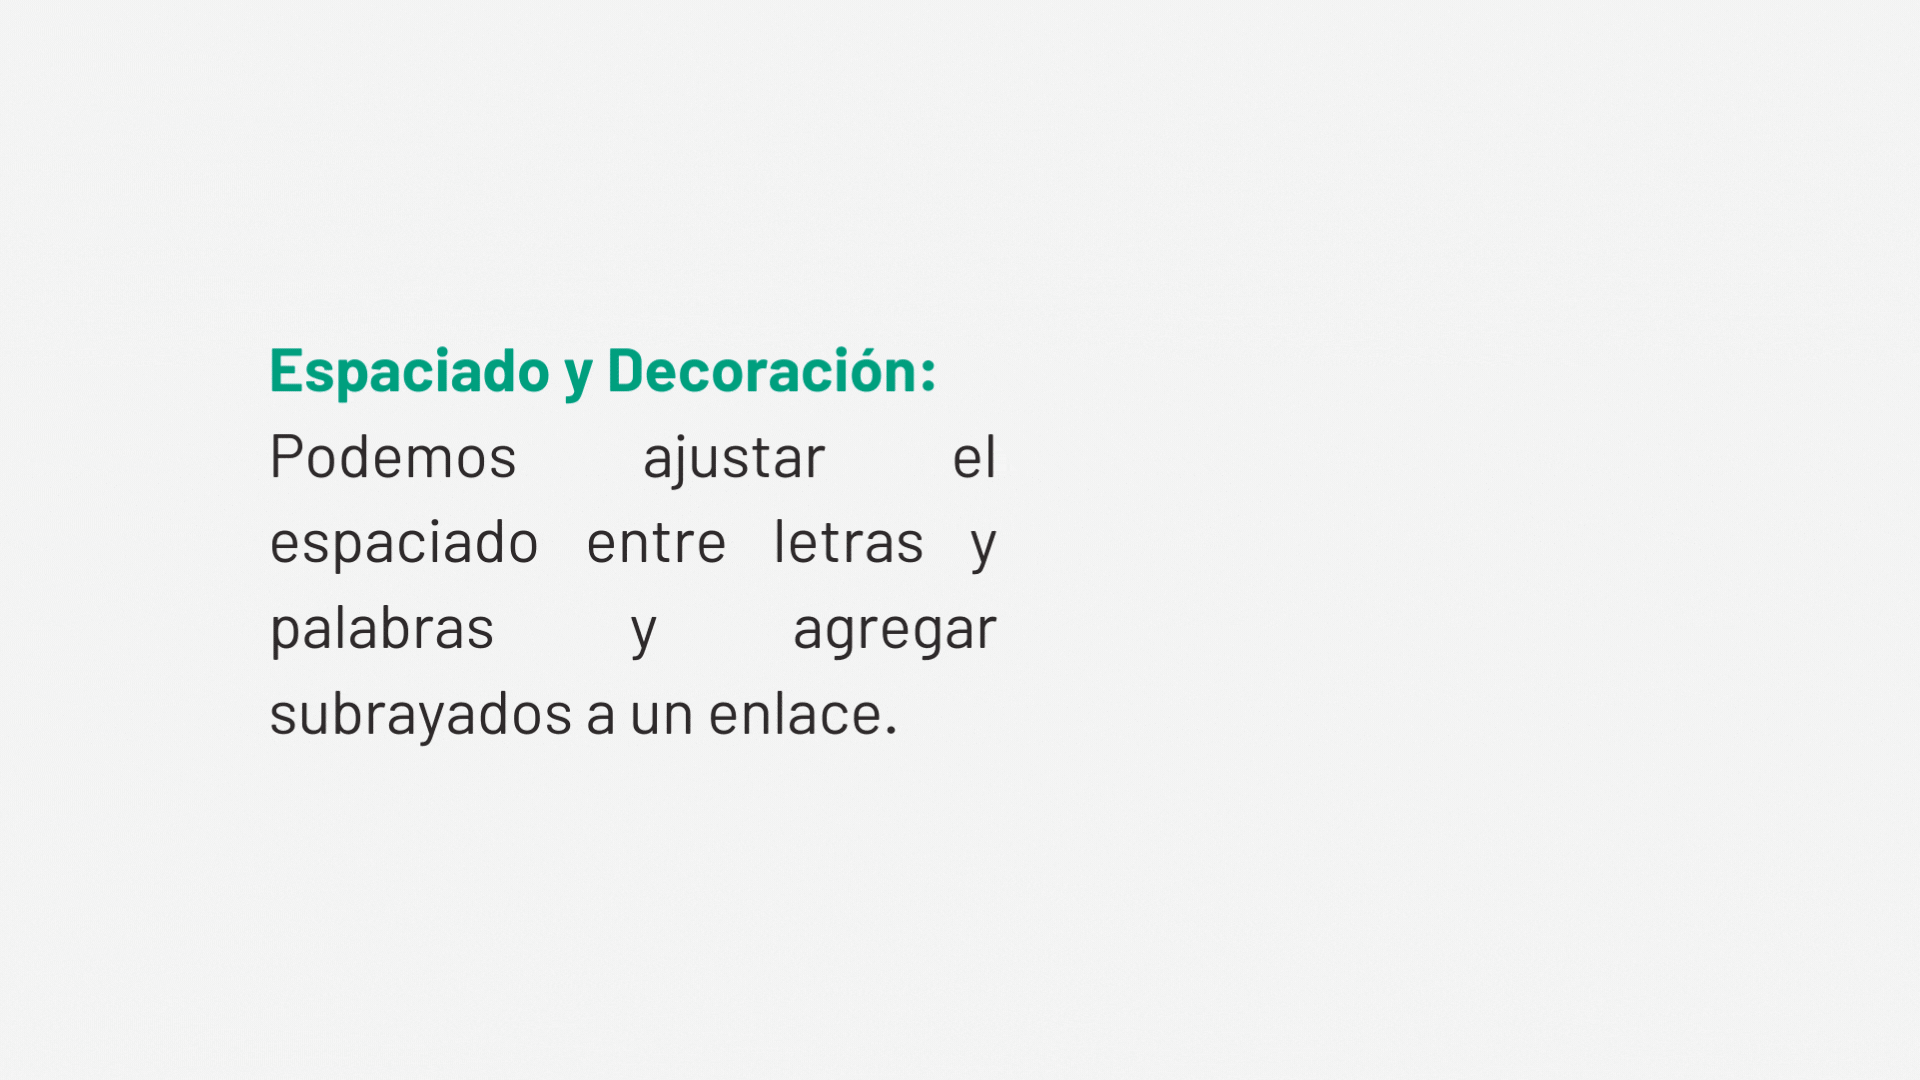 Espaciado y Decoración:
Podemos ajustar el
espaciado entre letras y
palabras y agregar
subrayados a un enlace.